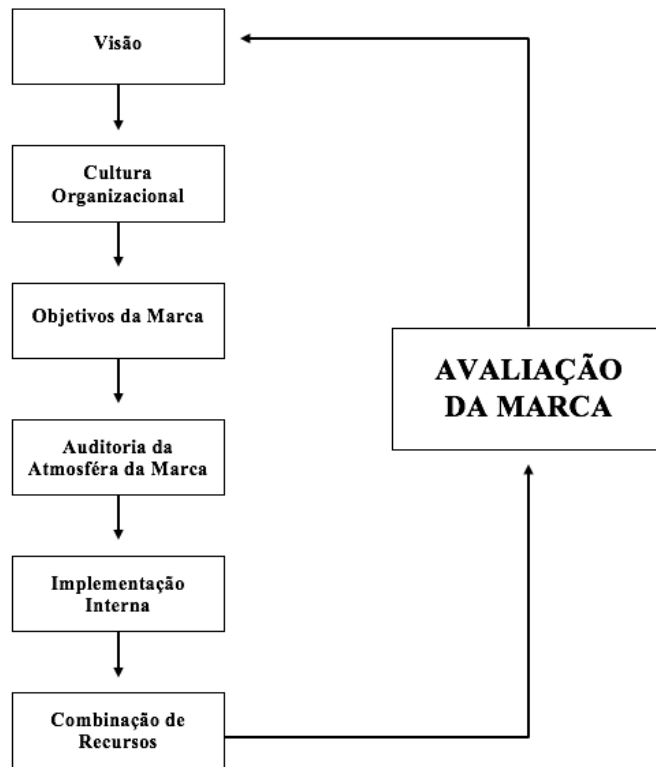 Visão
Cultura
Organizacional
Objetivos da Marca
Auditoria da
Atmosféra da Marca
Implementação
Interna
Combinação de
Recursos
AVALIAÇÃO
DA MARCA